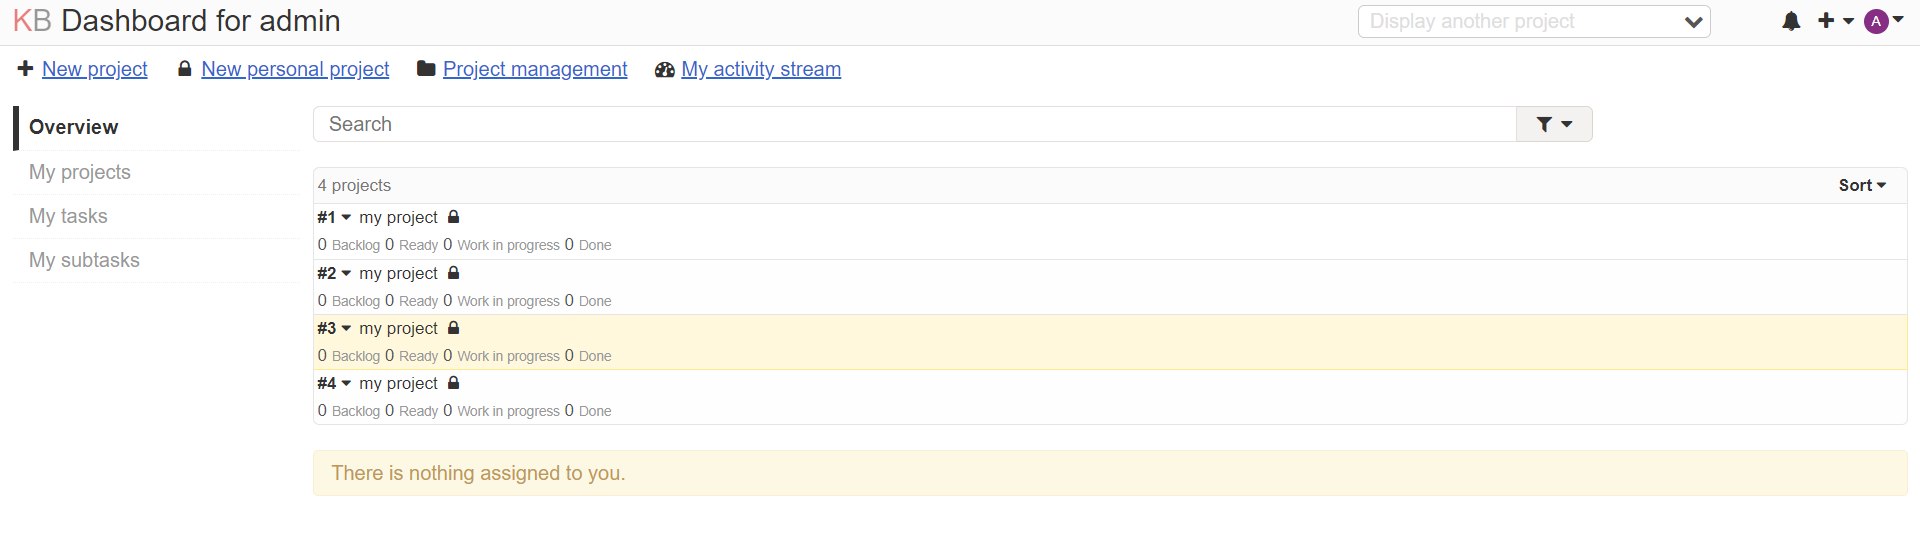 KB Dashboard for admin
Display another project
A
New project New personal project Project management My activity stream
Overview
My projects
My tasks
My subtasks
Search
4 projects Sort
#1 my project
0 Backlog 0 Ready 0 Work in progress 0 Done
#2 my project
0 Backlog 0 Ready 0 Work in progress 0 Done
#3 my project
0 Backlog 0 Ready 0 Work in progress 0 Done
#4 my project
0 Backlog 0 Ready 0 Work in progress 0 Done
There is nothing assigned to you.